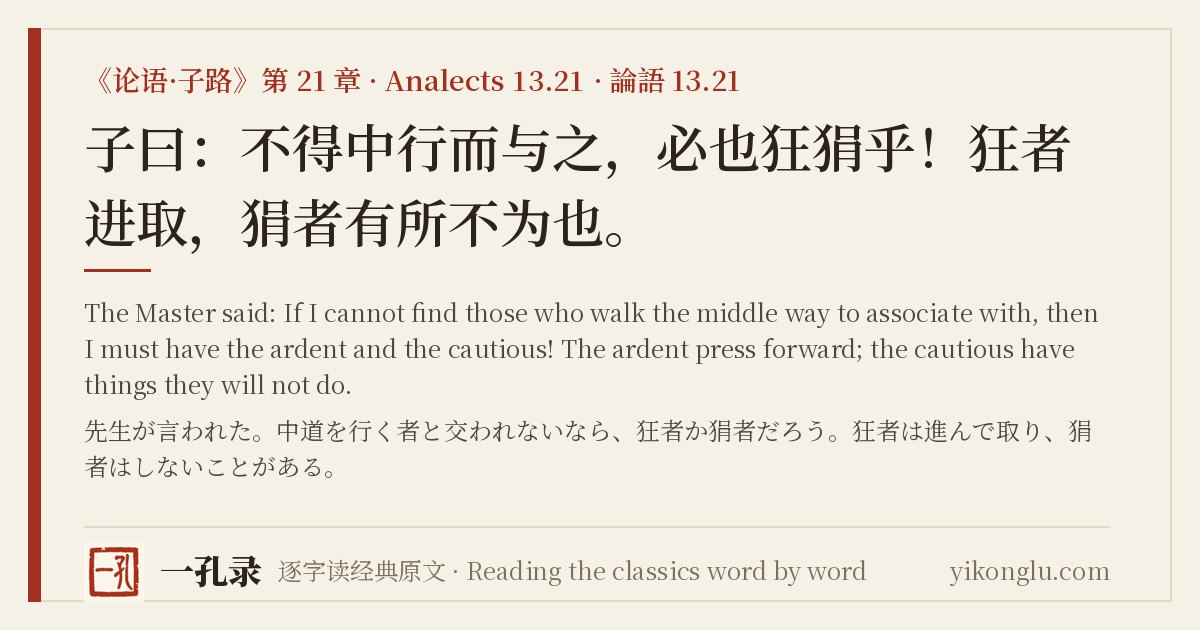 《论语·子路》第 21 章 · Analects 13.21 · 論語 13.21
子曰：不得中行而与之，必也狂狷乎！狂者
进取，狷者有所不为也。
The Master said: If I cannot find those who walk the middle way to associate with, then
I must have the ardent and the cautious! The ardent press forward; the cautious have
things they will not do.
先生が言われた。中道を行く者と交われないなら、狂者か狷者だろう。狂者は進んで取り、狷
者はしないことがある。
一孔
一孔录 逐字读经典原文 · Reading the classics word by word yikonglu.com